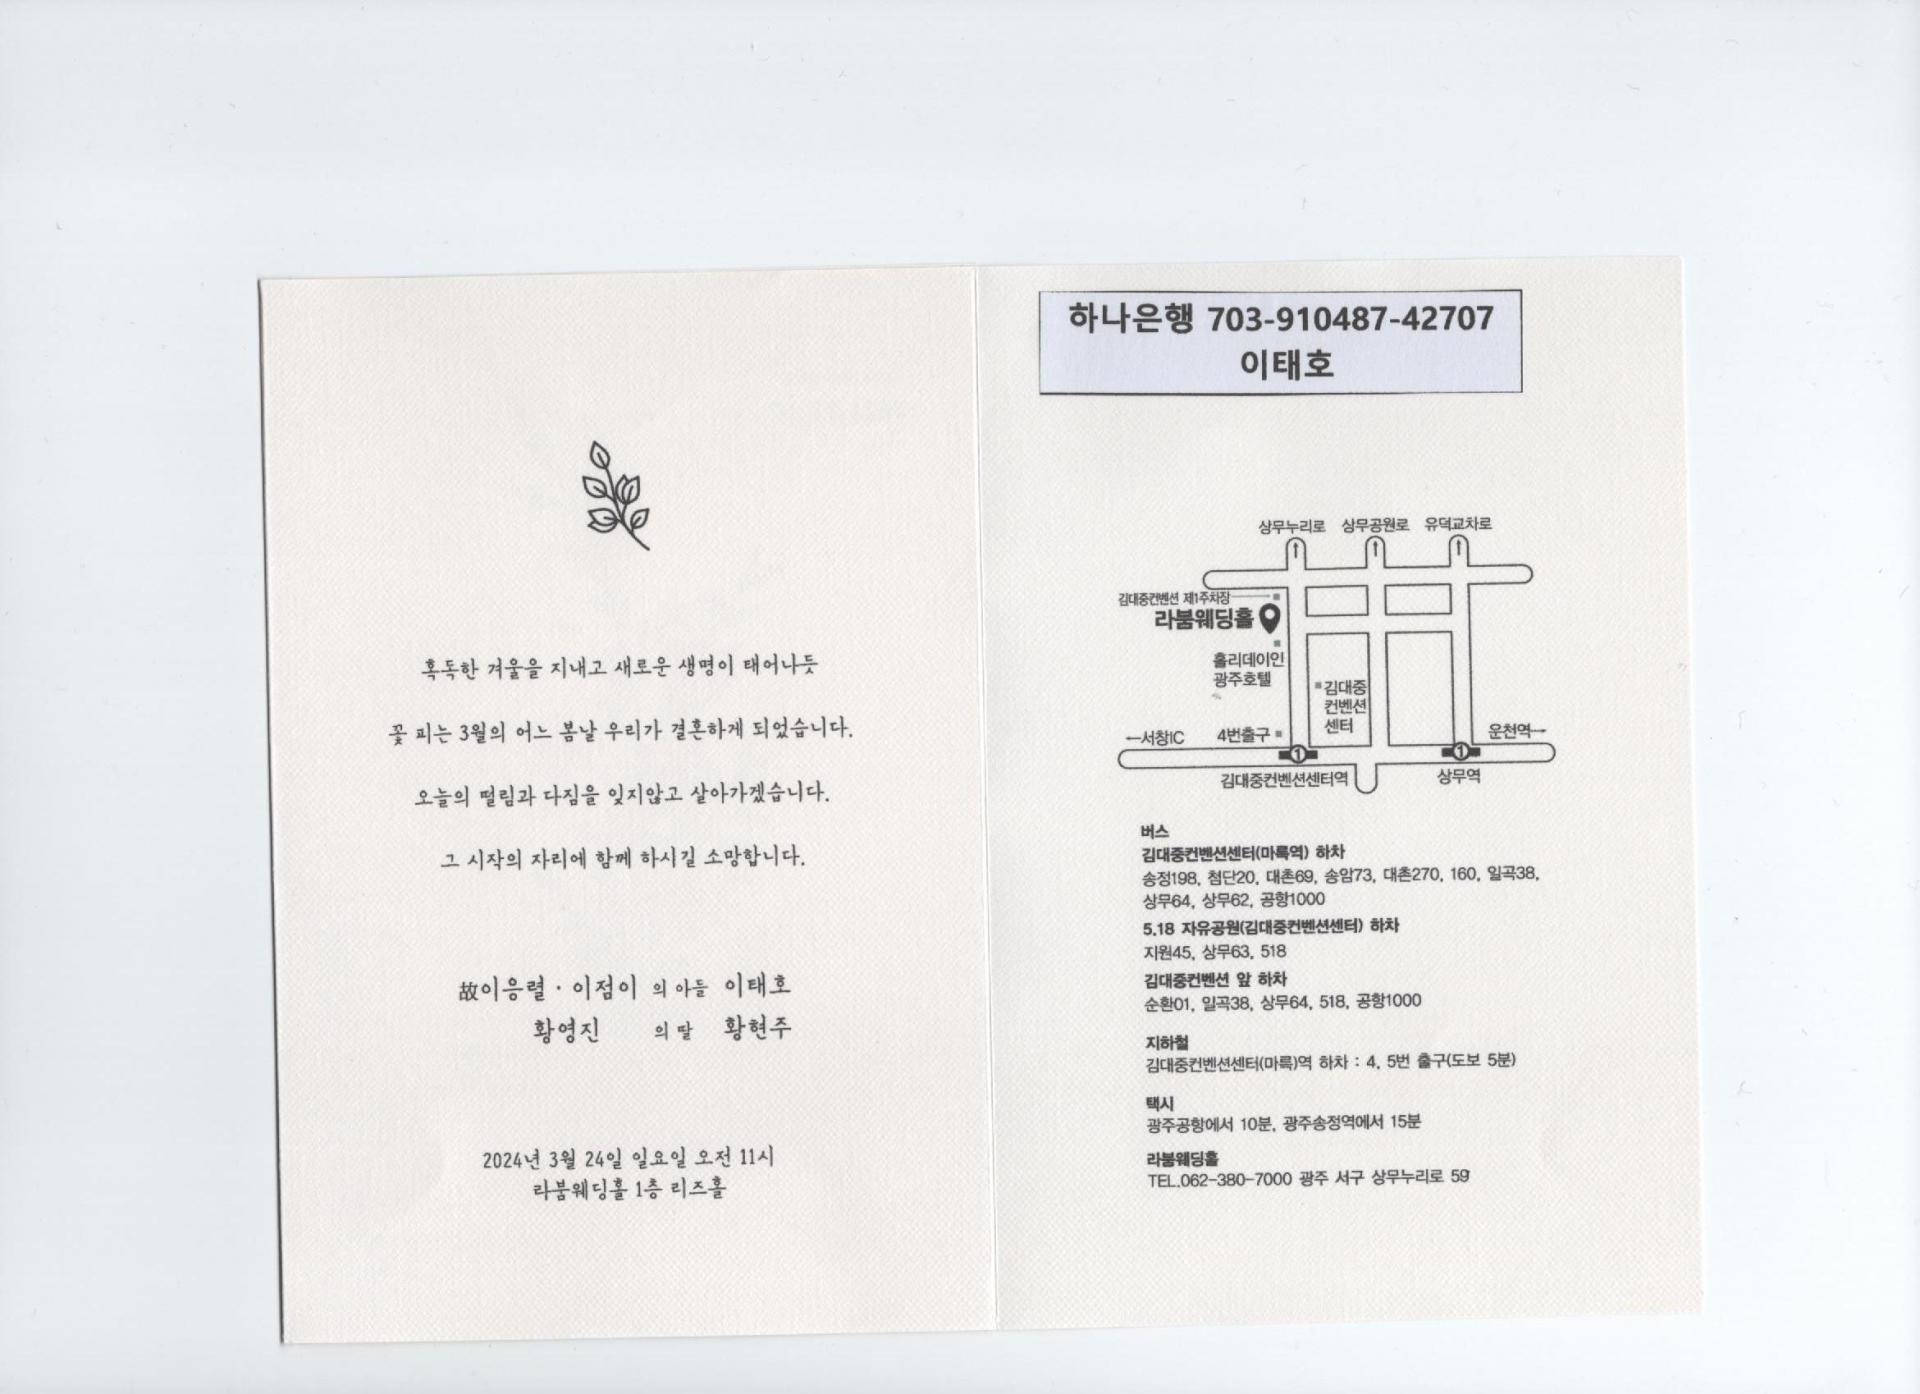 혹독한 겨울을 지내고 새로운 생명이 태어나듯
꽃 피는 3월의 어느 봄날 우리가 결혼하게 되었습니다.
오늘의 떨림과 다짐을 잊지않고 살아가겠습니다.
그 시작의 자리에 함께 하시길 소망합니다.
故이응렬 · 이점이 의 아들 이태호
황영진 의 딸 황현주
2024년 3월 24일 일요일 오전 11시
라붐웨딩홀 1층 리즈홀
하나은행 703-910487-42707
이태호
상무누리로 상무공원로 유덕교차로
김대중컨벤션 제1주차장
라붐웨딩홀
홀리데이인
광주호텔
김대중
컨벤션
센터
←서창IC 4번출구 운천역→
1 1
김대중컨벤션센터역 상무역
버스
김대중컨벤션센터(마륵역) 하차
송정198, 첨단20, 대촌69, 송암73, 대촌270, 160, 일곡38,
상무64, 상무62, 공항1000
5.18 자유공원(김대중컨벤션센터) 하차
지원45, 상무63, 518
김대중컨벤션 앞 하차
순환01, 일곡38, 상무64, 518, 공항1000
지하철
김대중컨벤션센터(마륵)역 하차 : 4, 5번 출구(도보 5분)
택시
광주공항에서 10분, 광주송정역에서 15분
라붐웨딩홀
TEL.062-380-7000 광주 서구 상무누리로 59